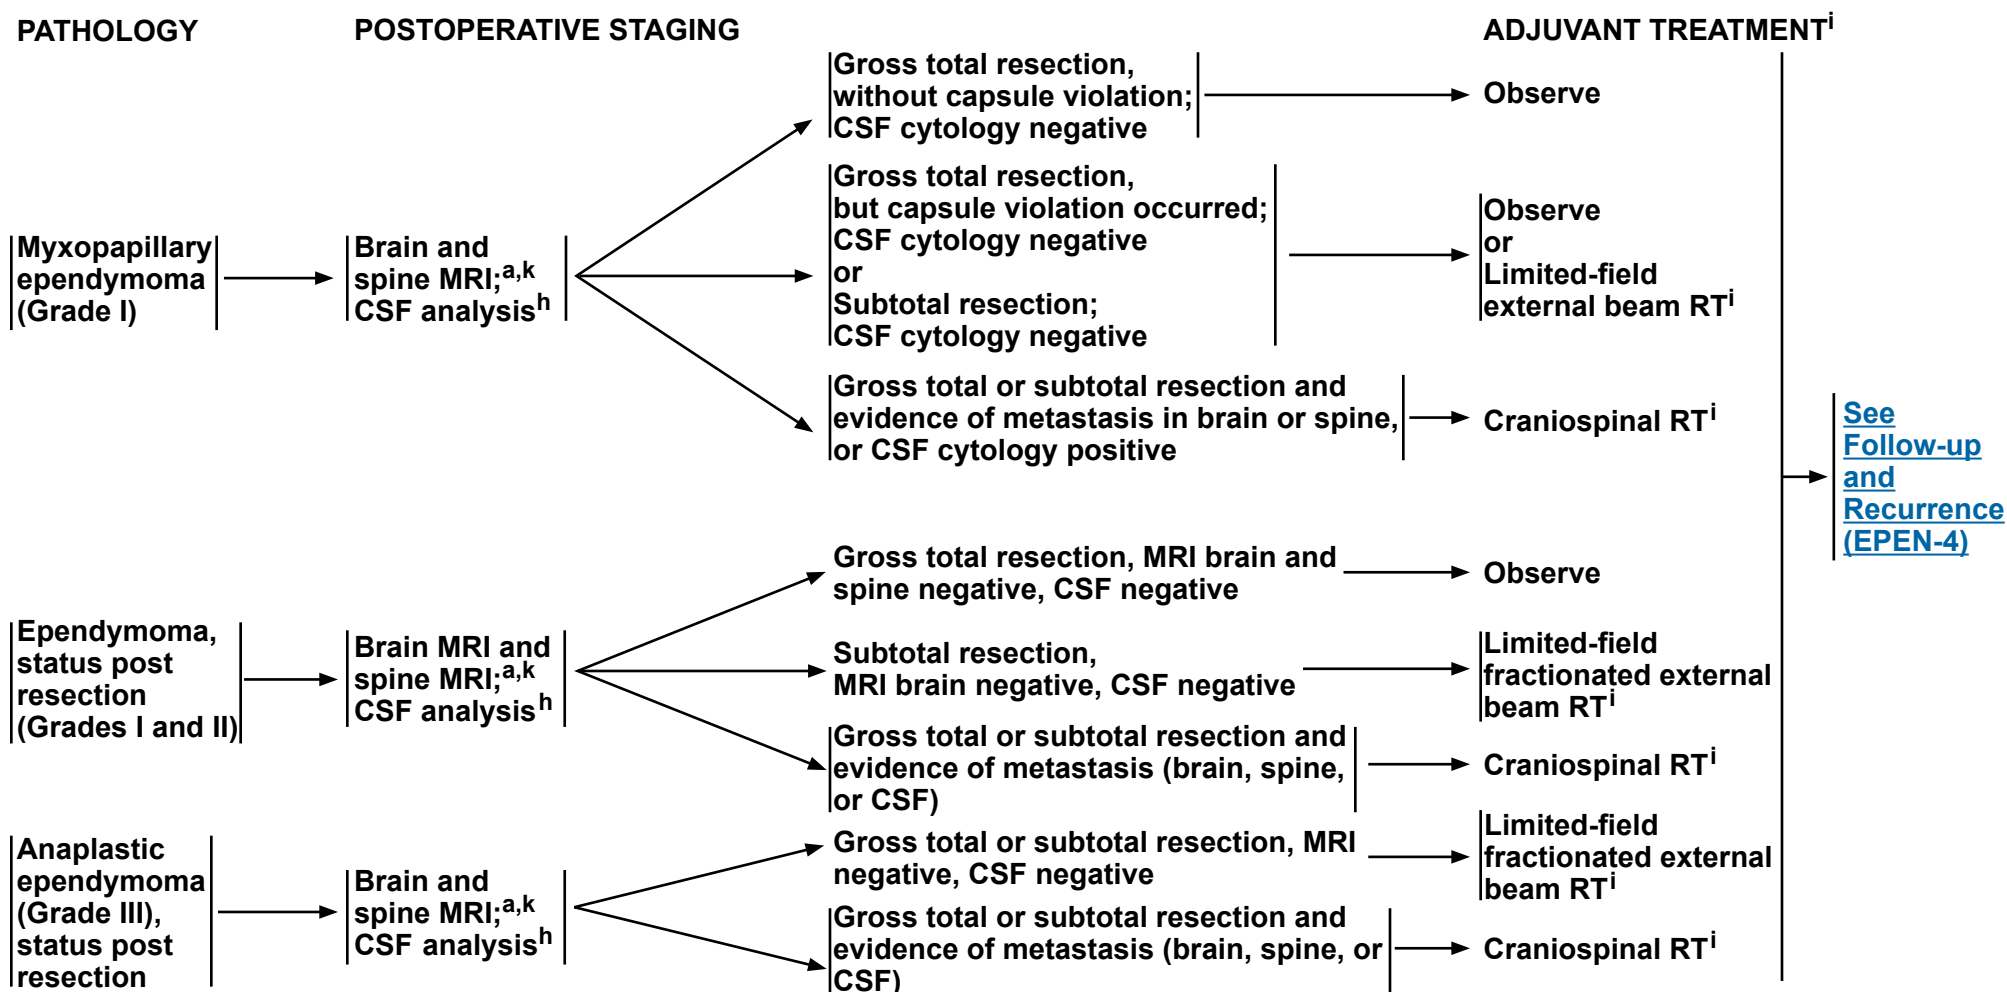 PATHOLOGY
POSTOPERATIVE STAGING
ADJUVANT TREATMENTi
Myxopapillary
ependymoma
(Grade I)
Brain and
spine MRI;a,k
CSF analysish
Gross total resection,
without capsule violation;
CSF cytology negative
Observe
Gross total resection,
but capsule violation occurred;
CSF cytology negative
or
Subtotal resection;
CSF cytology negative
Observe
or
Limited-field
external beam RTi
Gross total or subtotal resection and
evidence of metastasis in brain or spine,
or CSF cytology positive
Craniospinal RTi
Ependymoma,
status post
resection
(Grades I and II)
Brain MRI and
spine MRI;a,k
CSF analysish
Gross total resection, MRI brain and
spine negative, CSF negative
Observe
Subtotal resection,
MRI brain negative, CSF negative
Limited-field
fractionated external
beam RTi
Gross total or subtotal resection and
evidence of metastasis (brain, spine,
or CSF)
Craniospinal RTi
Anaplastic
ependymoma
(Grade III),
status post
resection
Brain and
spine MRI;a,k
CSF analysish
Gross total or subtotal resection, MRI
negative, CSF negative
Limited-field
fractionated external
beam RTi
Gross total or subtotal resection and
evidence of metastasis (brain, spine, or
CSF)
Craniospinal RTi
See
Follow-up
and
Recurrence
(EPEN-4)